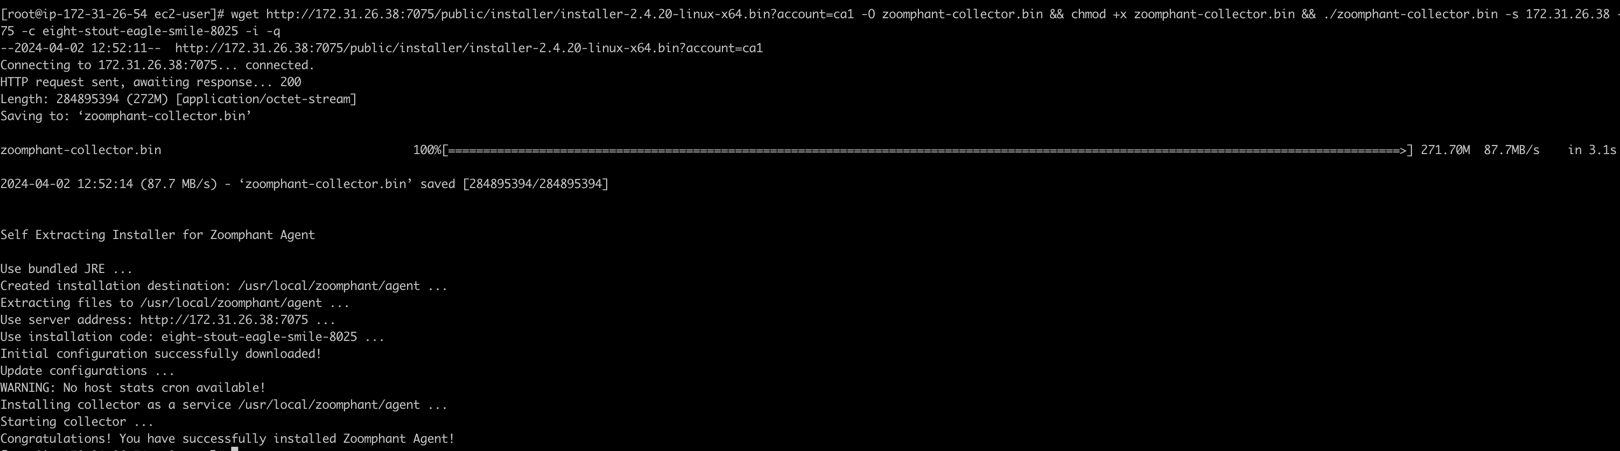 [root@ip-172-31-26-54 ec2-user]# wget http://172.31.26.38:7075/public/installer/installer-2.4.20-linux-x64.bin?account=ca1 -O zoomphant-collector.bin && chmod +x zoomphant-collector.bin && ./zoomphant-collector.bin -s 172.31.26.38
75 -c eight-stout-eagle-smile-8025 -i -q
--2024-04-02 12:52:11--  http://172.31.26.38:7075/public/installer/installer-2.4.20-linux-x64.bin?account=ca1
Connecting to 172.31.26.38:7075... connected.
HTTP request sent, awaiting response... 200
Length: 284895394 (272M) [application/octet-stream]
Saving to: ‘zoomphant-collector.bin’
zoomphant-collector.bin 100%[=====================================================================>] 271.70M 87.7MB/s in 3.1s
2024-04-02 12:52:14 (87.7 MB/s) - ‘zoomphant-collector.bin’ saved [284895394/284895394]
Self Extracting Installer for Zoomphant Agent
Use bundled JRE ...
Created installation destination: /usr/local/zoomphant/agent ...
Extracting files to /usr/local/zoomphant/agent ...
Use server address: http://172.31.26.38:7075 ...
Use installation code: eight-stout-eagle-smile-8025 ...
Initial configuration successfully downloaded!
Update configurations ...
WARNING: No host stats cron available!
Installing collector as a service /usr/local/zoomphant/agent ...
Starting collector ...
Congratulations! You have successfully installed Zoomphant Agent!